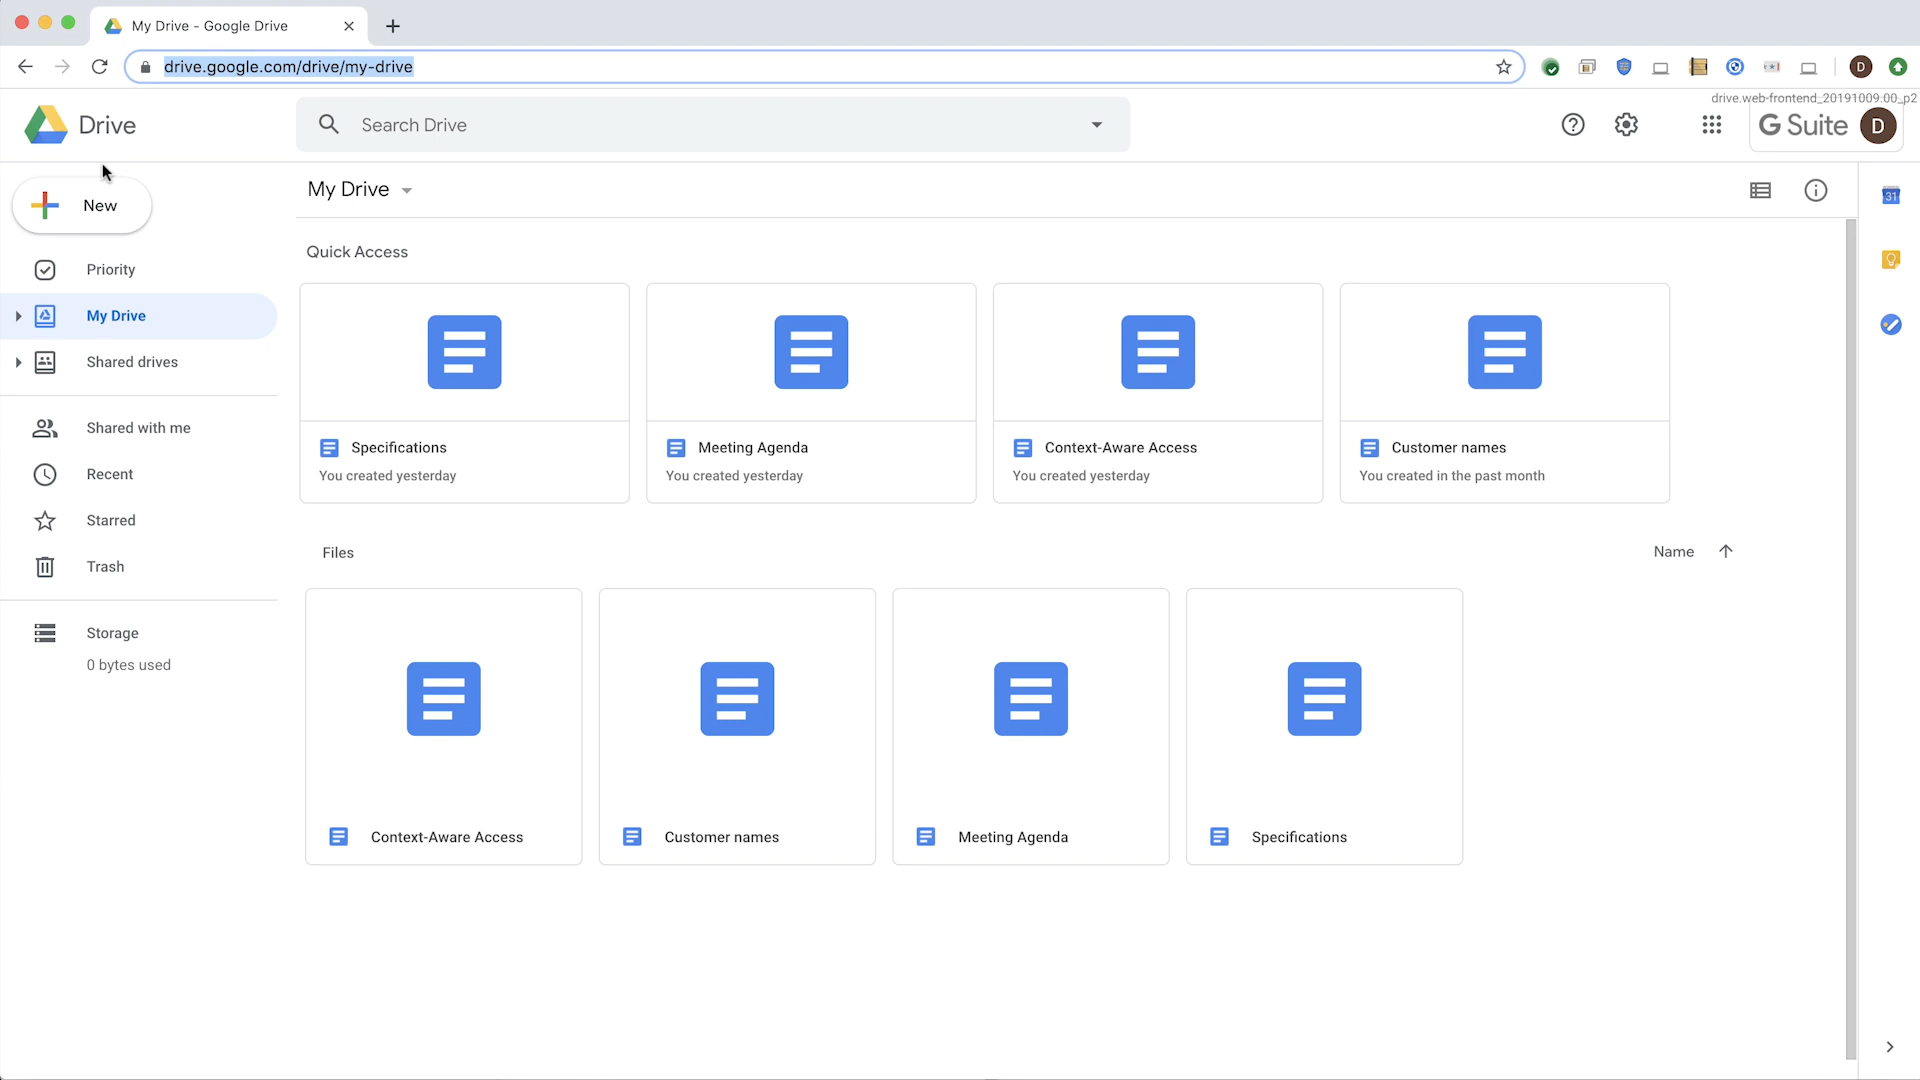 My Drive - Google Drive
drive.google.com/drive/my-drive
D
drive.web-frontend_20191009.00_p2
Drive
Search Drive
G Suite
D
New
My Drive
31
Priority
My Drive
Shared drives
Shared with me
Recent
Starred
Trash
Storage
0 bytes used
Quick Access
Specifications
You created yesterday
Meeting Agenda
You created yesterday
Context-Aware Access
You created yesterday
Customer names
You created in the past month
Files
Name
Context-Aware Access
Customer names
Meeting Agenda
Specifications